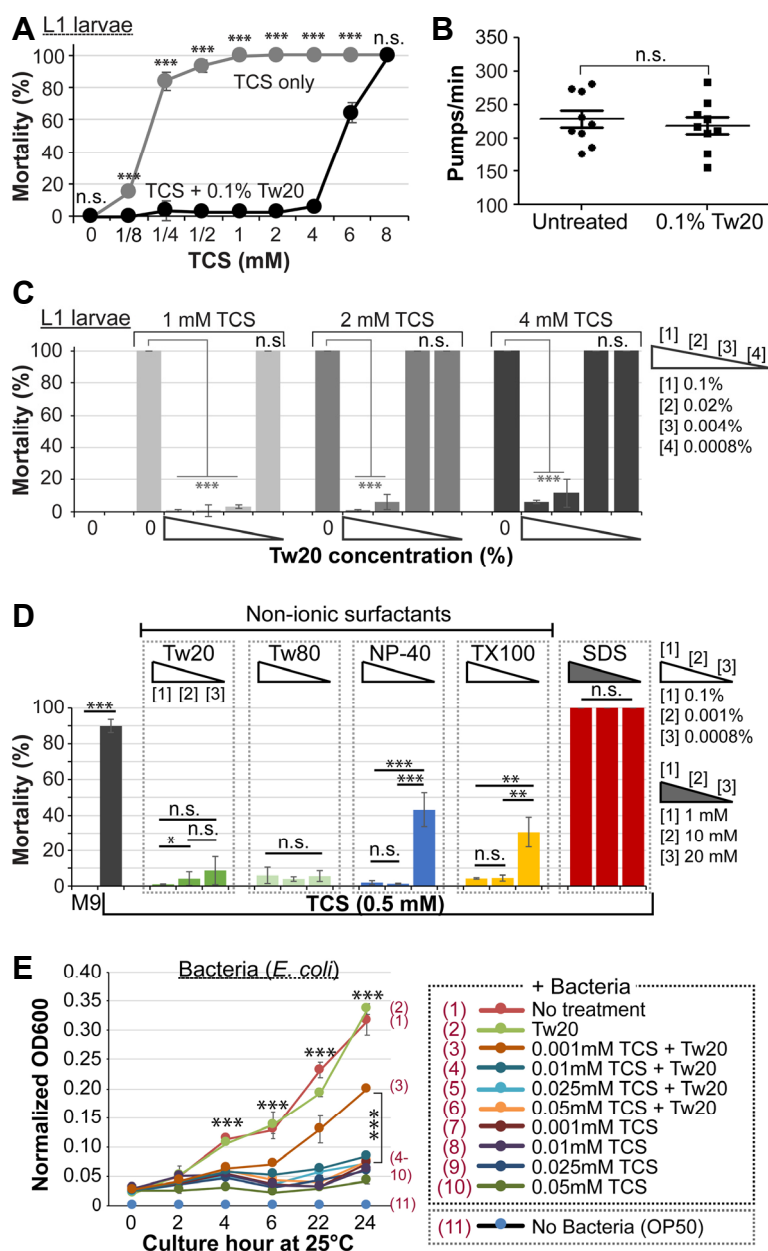 A
L1 larvae
Mortality (%)
100
80
60
40
20
0
n.s.
***
***
***
***
***
***
***
n.s.
TCS only
TCS + 0.1% Tw20
0
1/8
1/4
1/2
1
2
4
6
8
TCS (mM)
B
Pumps/min
350
300
250
200
150
100
n.s.
Untreated
0.1% Tw20
C
L1 larvae
1 mM TCS
2 mM TCS
4 mM TCS
n.s.
n.s.
n.s.
Mortality (%)
100
80
60
40
20
0
***
***
***
0
0
0
0
Tw20 concentration (%)
[1]
[2]
[3]
[4]
[1] 0.1%
[2] 0.02%
[3] 0.004%
[4] 0.0008%
D
Non-ionic surfactants
Tw20
Tw80
NP-40
TX100
SDS
[1] [2] [3]
Mortality (%)
100
80
60
40
20
0
***
n.s.
* n.s.
n.s.
***
***
n.s.
**
**
n.s.
n.s.
M9
TCS (0.5 mM)
[1]
[2]
[3]
[1] 0.1%
[2] 0.001%
[3] 0.0008%
[1]
[2]
[3]
[1] 1 mM
[2] 10 mM
[3] 20 mM
E
Bacteria (E. coli)
Normalized OD600
0.40
0.35
0.30
0.25
0.20
0.15
0.10
0.05
0
***
***
***
***
***
(2)
(1)
(3)
(4-
10)
(11)
0
2
4
6
22
24
Culture hour at 25°C
+ Bacteria
(1) No treatment
(2) Tw20
(3) 0.001mM TCS + Tw20
(4) 0.01mM TCS + Tw20
(5) 0.025mM TCS + Tw20
(6) 0.05mM TCS + Tw20
(7) 0.001mM TCS
(8) 0.01mM TCS
(9) 0.025mM TCS
(10) 0.05mM TCS
(11) No Bacteria (OP50)